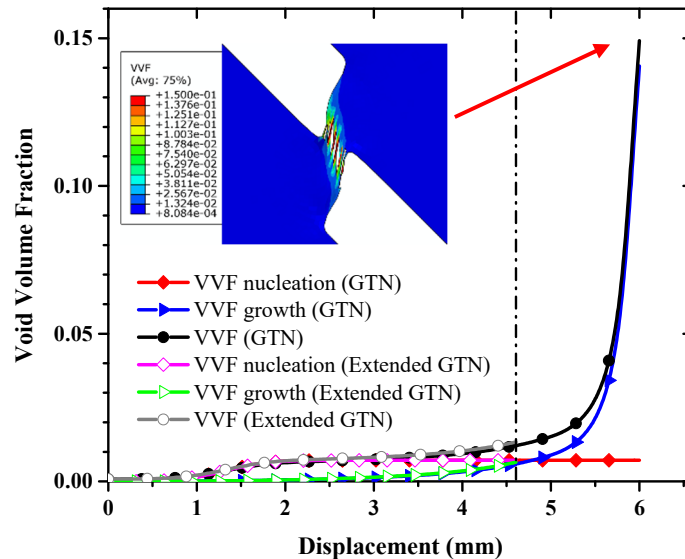 0.15
0.10
0.05
0.00
Void Volume Fraction
VVF
(Avg: 75%)
+1.500e-01
+1.376e-01
+1.251e-01
+1.127e-01
+1.003e-01
+8.784e-02
+7.540e-02
+6.297e-02
+5.054e-02
+3.811e-02
+2.567e-02
+1.324e-02
+8.084e-04
VVF nucleation (GTN)
VVF growth (GTN)
VVF (GTN)
VVF nucleation (Extended GTN)
VVF growth (Extended GTN)
VVF (Extended GTN)
0 1 2 3 4 5 6
Displacement (mm)